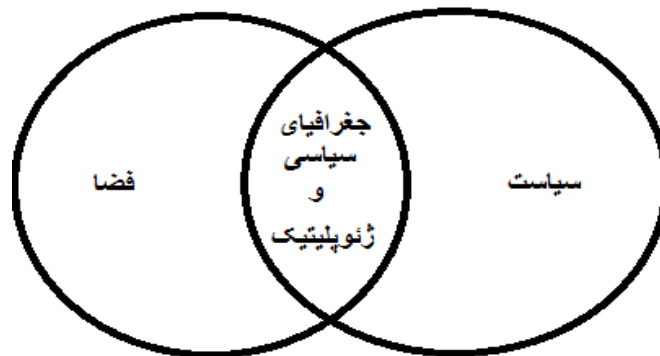 سیاست
جغرافیای
سیاسی
و
ژئوپلیتیک
فضا